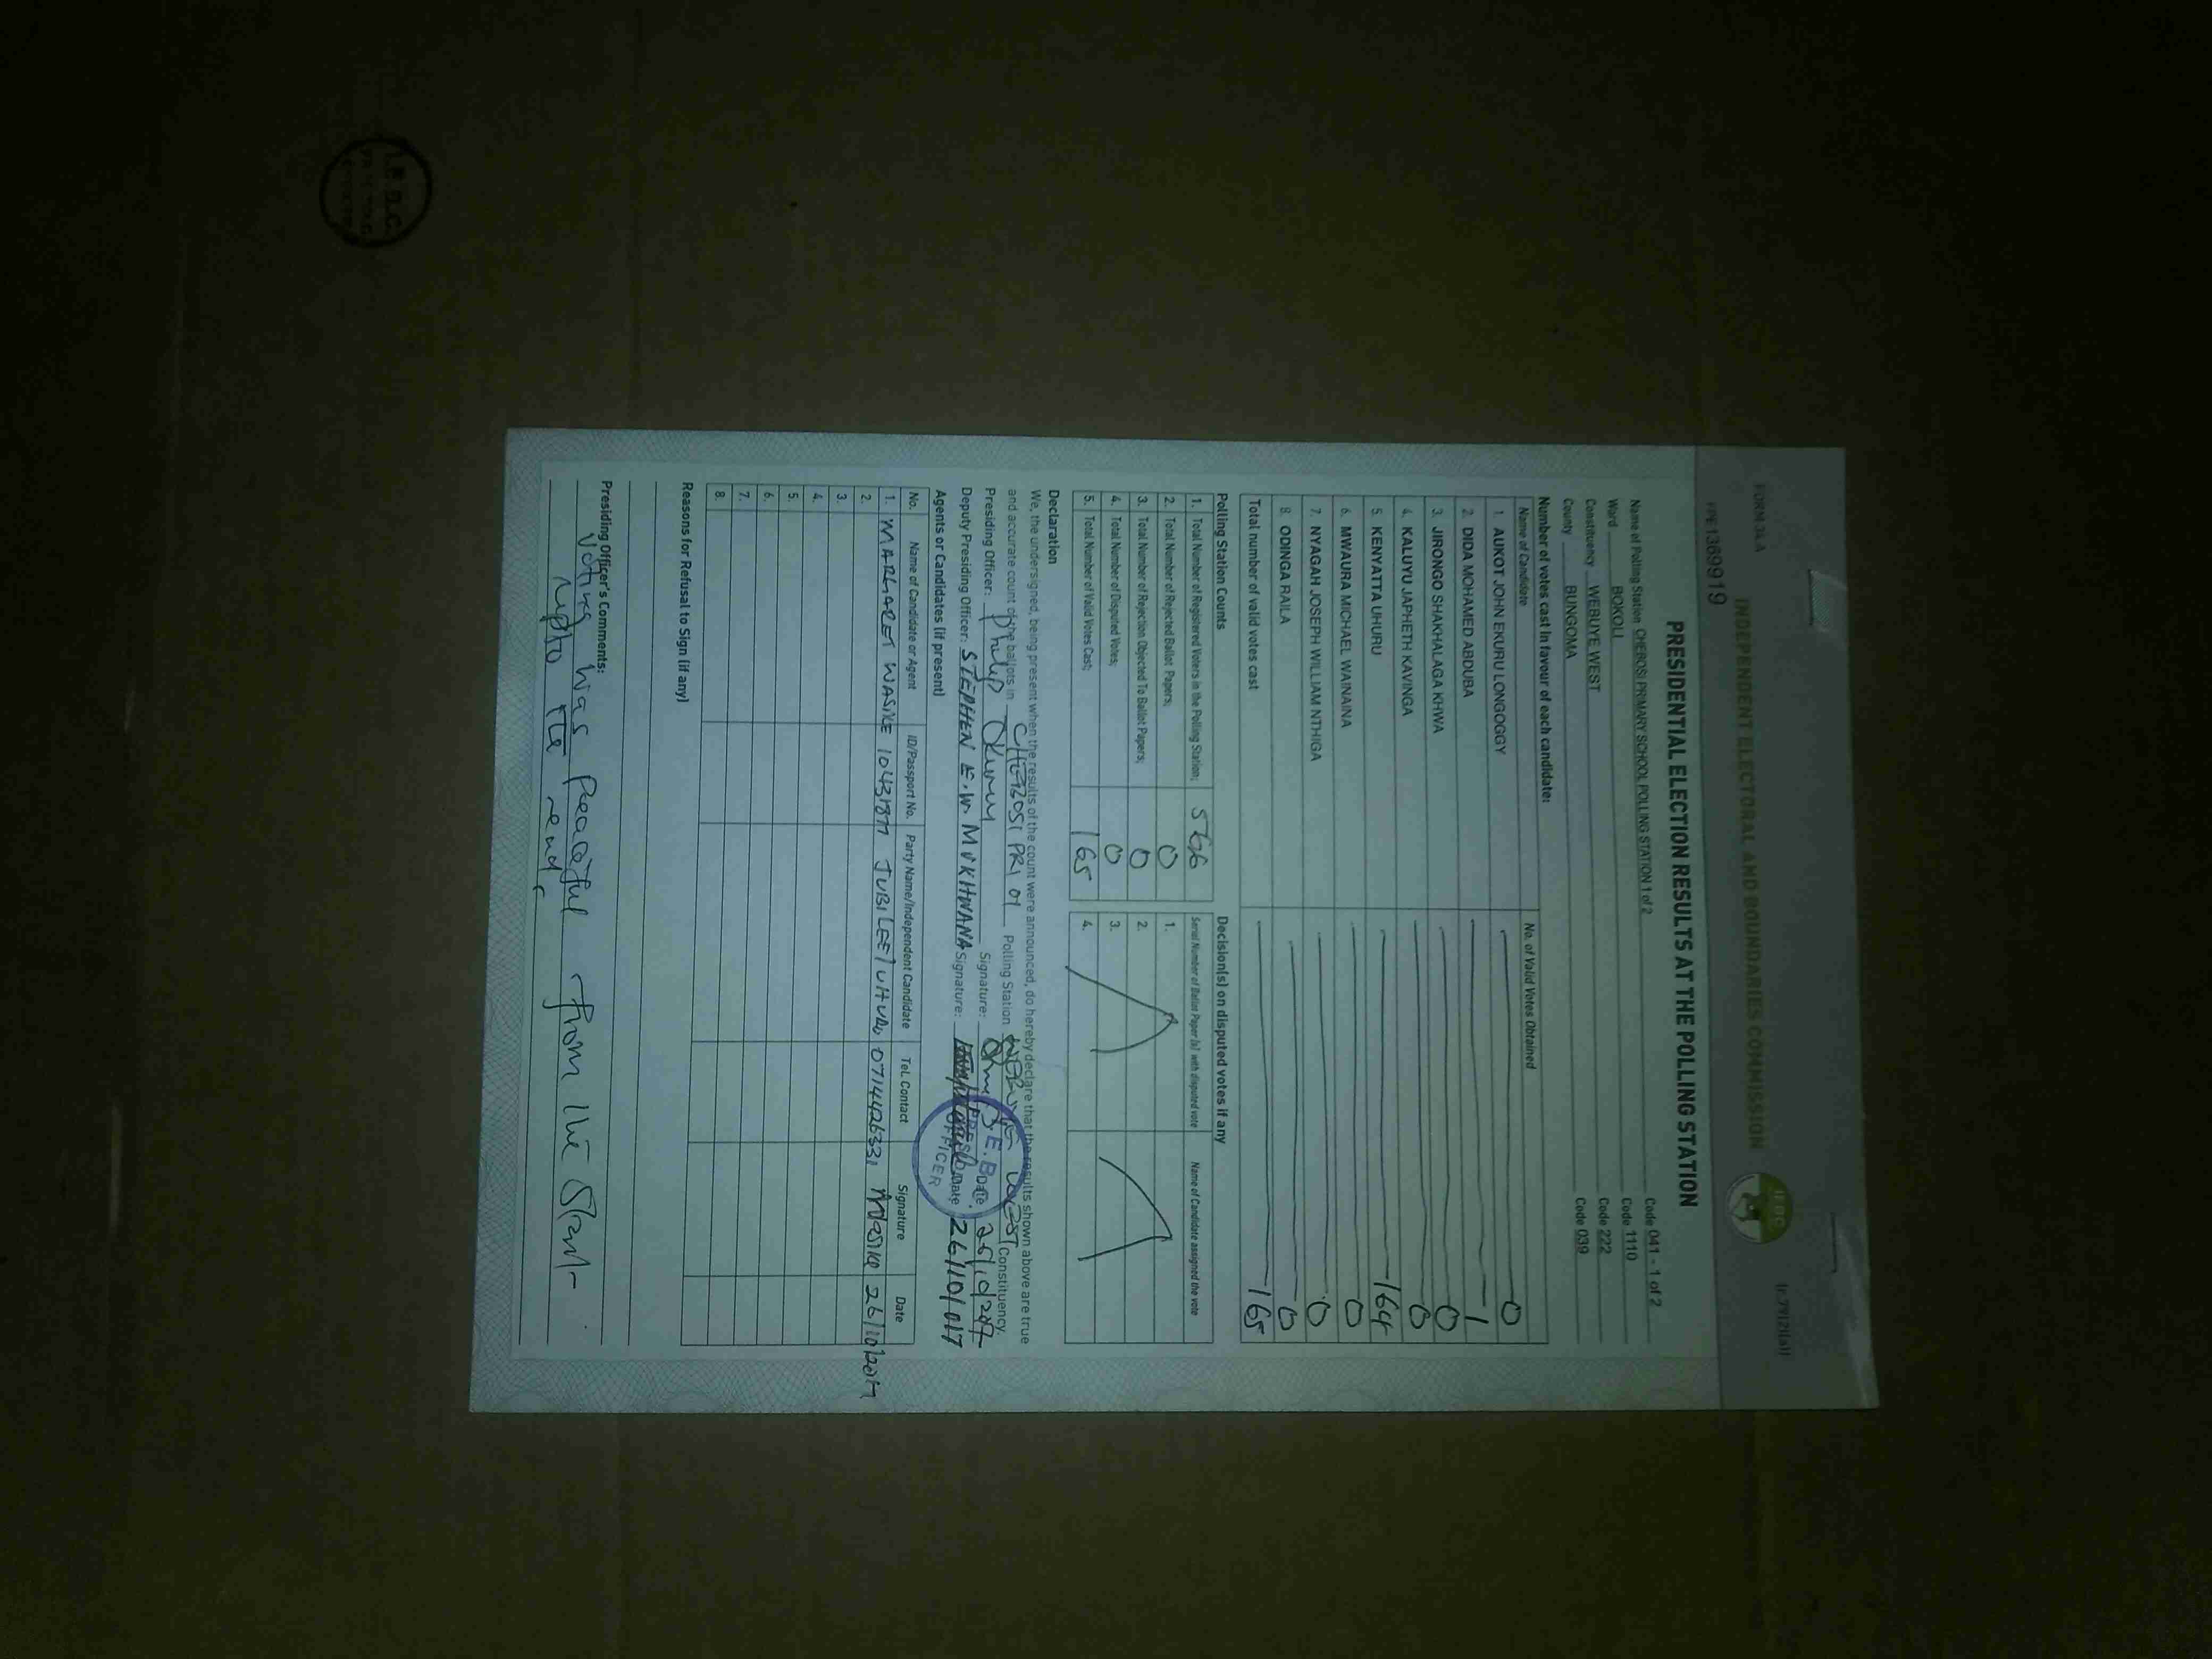 FORM 34 A
INDEPENDENT ELECTORAL AND BOUNDARIES COMMISSION
IEBC
PE1369919
PRESIDENTIAL ELECTION RESULTS AT THE POLLING STATION
Name of Polling Station CHEBOSI PRIMARY SCHOOL POLLING STATION 1 of 2 Code 041 - 1 of 2
Ward BOKOLI Code 1110
Constituency WEBUYE WEST Code 222
County BUNGOMA Code 039
Number of votes cast in favour of each candidate:
Name of Candidate No. of Valid Votes Obtained
1. AUKOT JOHN EKURU LONGOGGY 0
2. DIDA MOHAMED ABDUBA 1
3. JIRONGO SHAKHALAGA KHWA 0
4. KALUYU JAPHETH KAVINGA 0
5. KENYATTA UHURU 164
6. MWAURA MICHAEL WAINAINA 0
7. NYAGAH JOSEPH WILLIAM NTHIGA 0
8. ODINGA RAILA 0
Total number of valid votes cast 165
Polling Station Counts
1. Total Number of Registered Voters in the Polling Station; 566
2. Total Number of Rejected Ballot Papers; 0
3. Total Number of Rejection Objected To Ballot Papers; 0
4. Total Number of Disputed Votes; 0
5. Total Number of Valid Votes Cast; 165
Decision(s) on disputed votes if any
Serial Number of Ballot Paper (s) with disputed vote Name of Candidate assigned the vote
1.
2.
3.
4.
Declaration
We, the undersigned, being present when the results of the count were announced, do hereby declare that the results shown above are true
and accurate count of the ballots in CHEBOSI PRI 01 Polling Station WEBUYE WEST Constituency.
Presiding Officer: Philip Signature: Date: 26/10/2017
Deputy Presiding Officer: STEPHEN E.W. MUKHWANA Signature: Date 26/10/017
PRESIDING
OFFICER
Agents or Candidates (if present)
No. Name of Candidate or Agent ID/Passport No. Party Name/Independent Candidate Tel. Contact Signature Date
1. MARGARET WASIKE JUBILEE/UHURU 0714426331 26/10/2017
2.
3.
4.
5.
6.
7.
8.
Reasons for Refusal to Sign (if any)
Presiding Officer's Comments:
Voting was Peaceful from the Start
upto the end.